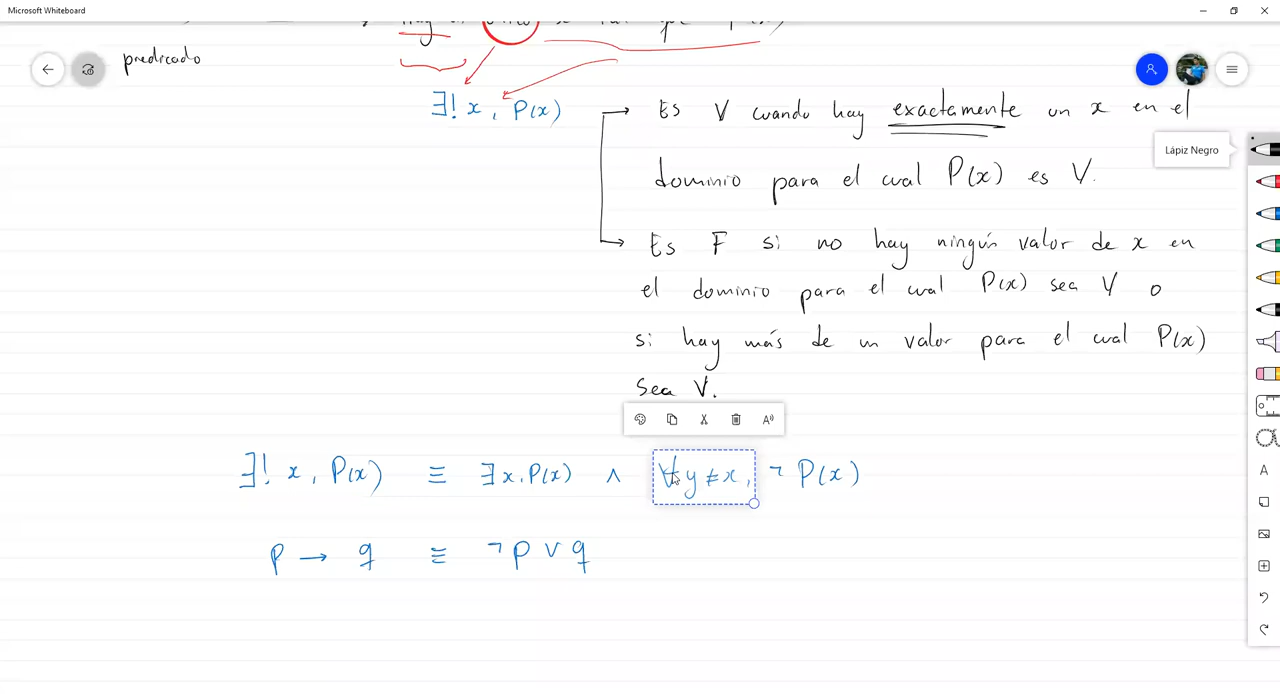 Microsoft Whiteboard
predicado
∃! x, P(x)
Es V cuando hay exactamente un x en el
dominio para el cual P(x) es V.
Lápiz Negro
Es F si no hay ningún valor de x en
el dominio para el cual P(x) sea V o
si hay más de un valor para el cual P(x)
sea V.
∃! x, P(x) ≡ ∃x, P(x) ∧ ∀y≠x, ¬ P(x)
p → q ≡ ¬p ∨ q